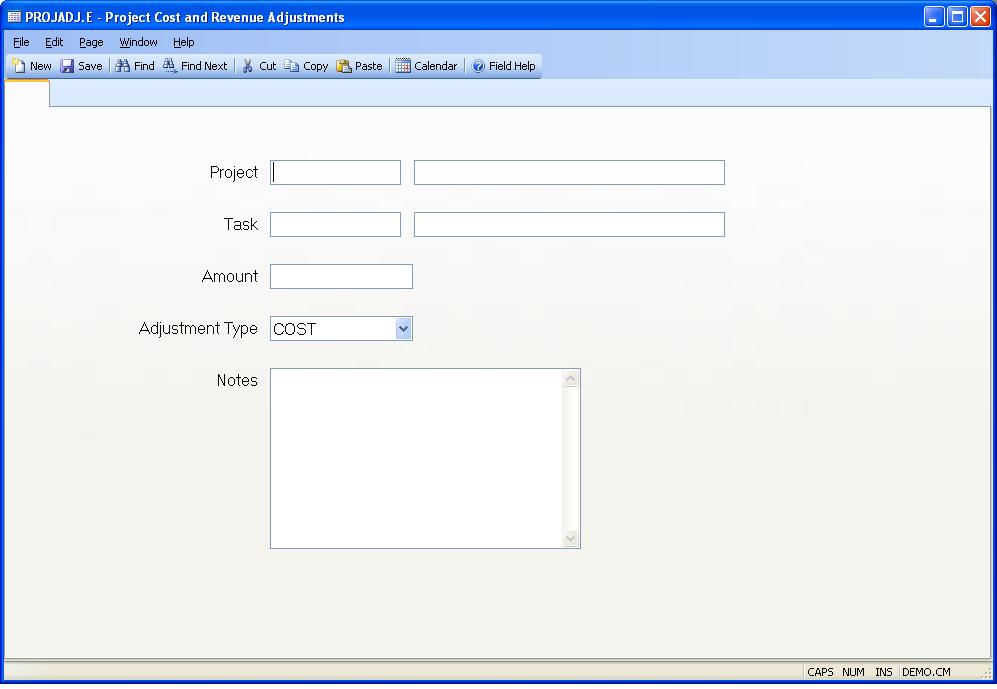 PROJADJ.E - Project Cost and Revenue Adjustments
File Edit Page Window Help
New Save Find Find Next Cut Copy Paste Calendar Field Help
Project
Task
Amount
Adjustment Type COST
Notes
CAPS NUM INS DEMO.CM